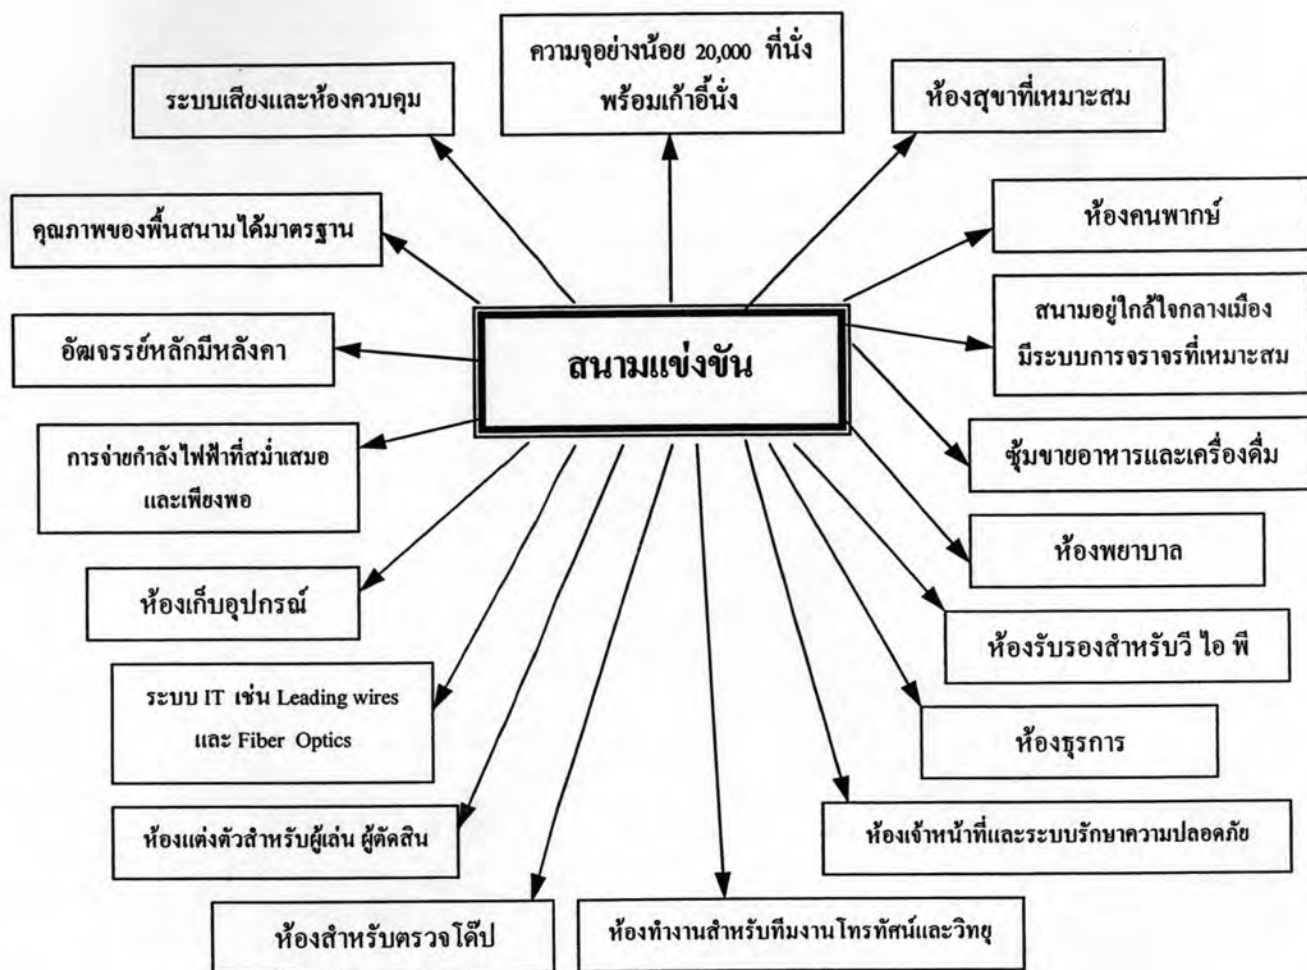 ความจุอย่างน้อย 20,000 ที่นั่ง
พร้อมเก้าอี้นั่ง
ระบบเสียงและห้องควบคุม
ห้องสุขาที่เหมาะสม
คุณภาพของพื้นสนามได้มาตรฐาน
ห้องคนพากษ์
อัฒจรรย์หลักมีหลังคา
สนามแข่งขัน
สนามอยู่ใกล้ใจกลางเมือง
มีระบบการจราจรที่เหมาะสม
การจ่ายกำลังไฟฟ้าที่สม่ำเสมอ
และเพียงพอ
ซุ้มขายอาหารและเครื่องดื่ม
ห้องพยาบาล
ห้องเก็บอุปกรณ์
ห้องรับรองสำหรับวี ไอ พี
ระบบ IT เช่น Leading wires
และ Fiber Optics
ห้องธุรการ
ห้องแต่งตัวสำหรับผู้เล่น ผู้ตัดสิน
ห้องเจ้าหน้าที่และระบบรักษาความปลอดภัย
ห้องสำหรับตรวจโด๊ป
ห้องทำงานสำหรับทีมงานโทรทัศน์และวิทยุ